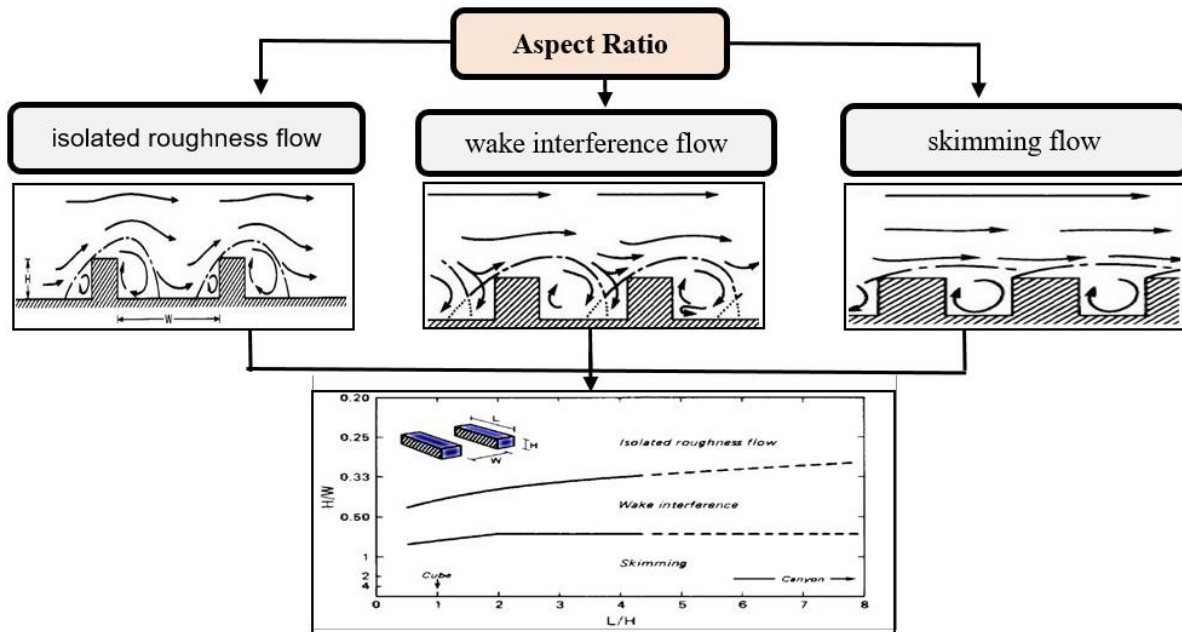 Aspect Ratio
isolated roughness flow
wake interference flow
skimming flow
H
W
0.20
0.25
0.33
0.50
1
2
4
H/W
L
H
W
Isolated roughness flow
Wake interference
Skimming
Cube
Canyon
0 1 2 3 4 5 6 7 8
L/H